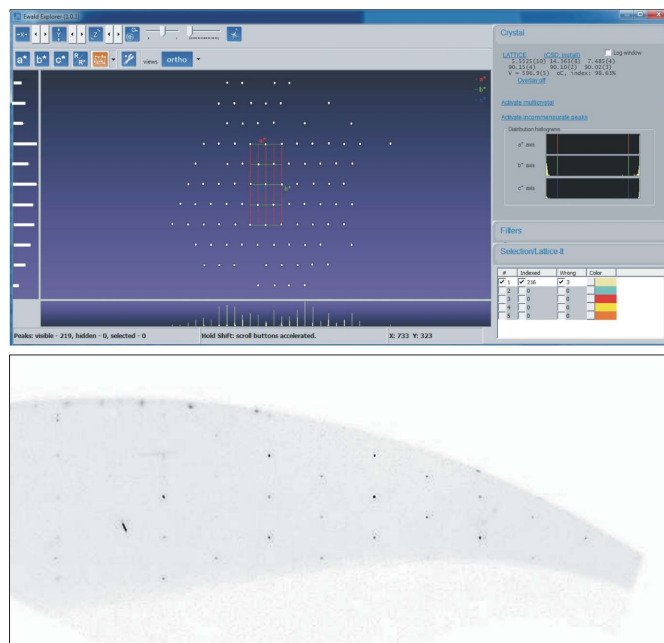 Ewald Explorer (1.0.1)
-X- Y Z
a* b* c* R/R* views: ortho
a*
b*
a*
b*
Peaks: visible - 219, hidden - 0, selected - 0
Hold Shift: scroll buttons accelerated.
X: 733 Y: 323
Crystal
Log window
LATTICE (CSD Install)
5.5525(10) 14.363(8) 7.485(4)
90.15(4) 90.10(2) 90.02(3)
V = 596.9(5) oC, index: 98.63%
Overlay off
Activate multicrystal
Activate incommensurate peaks
Distribution histograms
a* axis
b* axis
c* axis
Filters
Selection/Lattice-It
# Indexed Wrong Color
1 216 3
2 0 0
3 0 0
4 0 0
5 0 0